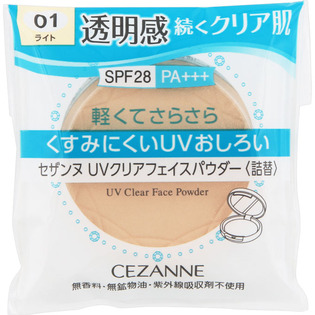 01
ライト
透明感 続くクリア肌
SPF28 PA+++
軽くてさらさら
くすみにくいUVおしろい
セザンヌ UVクリアフェイスパウダー〈詰替〉
UV Clear Face Powder
CEZANNE
無香料・無鉱物油・紫外線吸収剤不使用